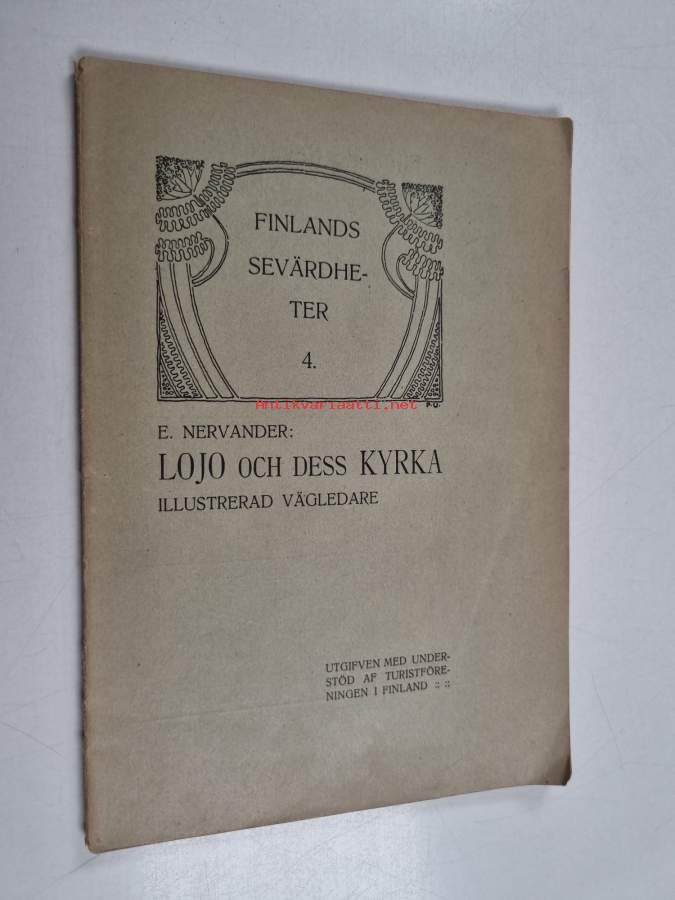 FINLANDS
SEVÄRDHE-
TER
4.
Antikvariaatti.net
P.U.
E. NERVANDER:
LOJO OCH DESS KYRKA
ILLUSTRERAD VÄGLEDARE
UTGIFVEN MED UNDER-
STÖD AF TURISTFÖRE-
NINGEN I FINLAND :: ::